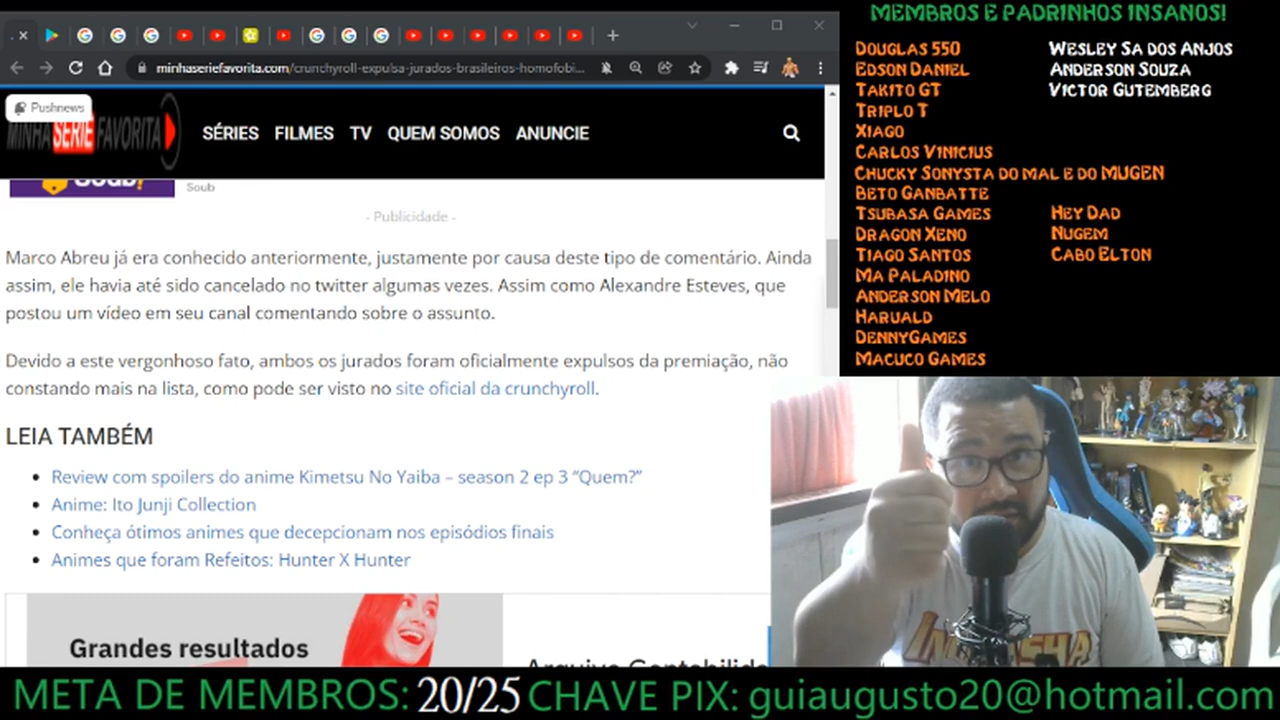 MEMBROS E PADRINHOS INSANOS!
DOUGLAS 550
EDSON DANIEL
TAKITO GT
TRIPLO T
XIAGO
CARLOS VINICIUS
CHUCKY SONYSTA DO MAL E DO MUGEN
BETO GANBATTE
TSUBASA GAMES
DRAGON XENO
TIAGO SANTOS
MA PALADINO
ANDERSON MELO
HARUALD
DENNYGAMES
MACUCO GAMES
WESLEY SA DOS ANJOS
ANDERSON SOUZA
VICTOR GUTEMBERG
HEY DAD
NUGEM
CABO ELTON
minhaseriefavorita.com/crunchyroll-expulsa-jurados-brasileiros-homofobi...
Pushnews
MINHA SERIE FAVORITA
SÉRIES FILMES TV QUEM SOMOS ANUNCIE
Soub!
Soub
- Publicidade -
Marco Abreu já era conhecido anteriormente, justamente por causa deste tipo de comentário. Ainda
assim, ele havia até sido cancelado no twitter algumas vezes. Assim como Alexandre Esteves, que
postou um vídeo em seu canal comentando sobre o assunto.
Devido a este vergonhoso fato, ambos os jurados foram oficialmente expulsos da premiação, não
constando mais na lista, como pode ser visto no site oficial da crunchyroll.
LEIA TAMBÉM
Review com spoilers do anime Kimetsu No Yaiba – season 2 ep 3 “Quem?”
Anime: Ito Junji Collection
Conheça ótimos animes que decepcionam nos episódios finais
Animes que foram Refeitos: Hunter X Hunter
Grandes resultados
META DE MEMBROS: 20/25 CHAVE PIX: guiaugusto20@hotmail.com